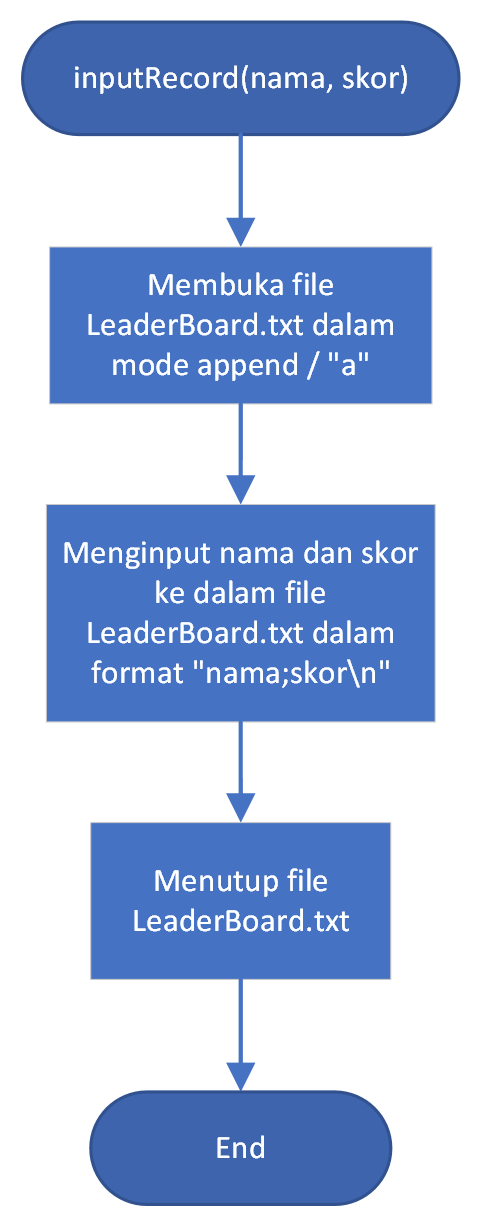 inputRecord(nama, skor)
Membuka file
LeaderBoard.txt dalam
mode append / "a"
Menginput nama dan skor
ke dalam file
LeaderBoard.txt dalam
format "nama;skor\n"
Menutup file
LeaderBoard.txt
End